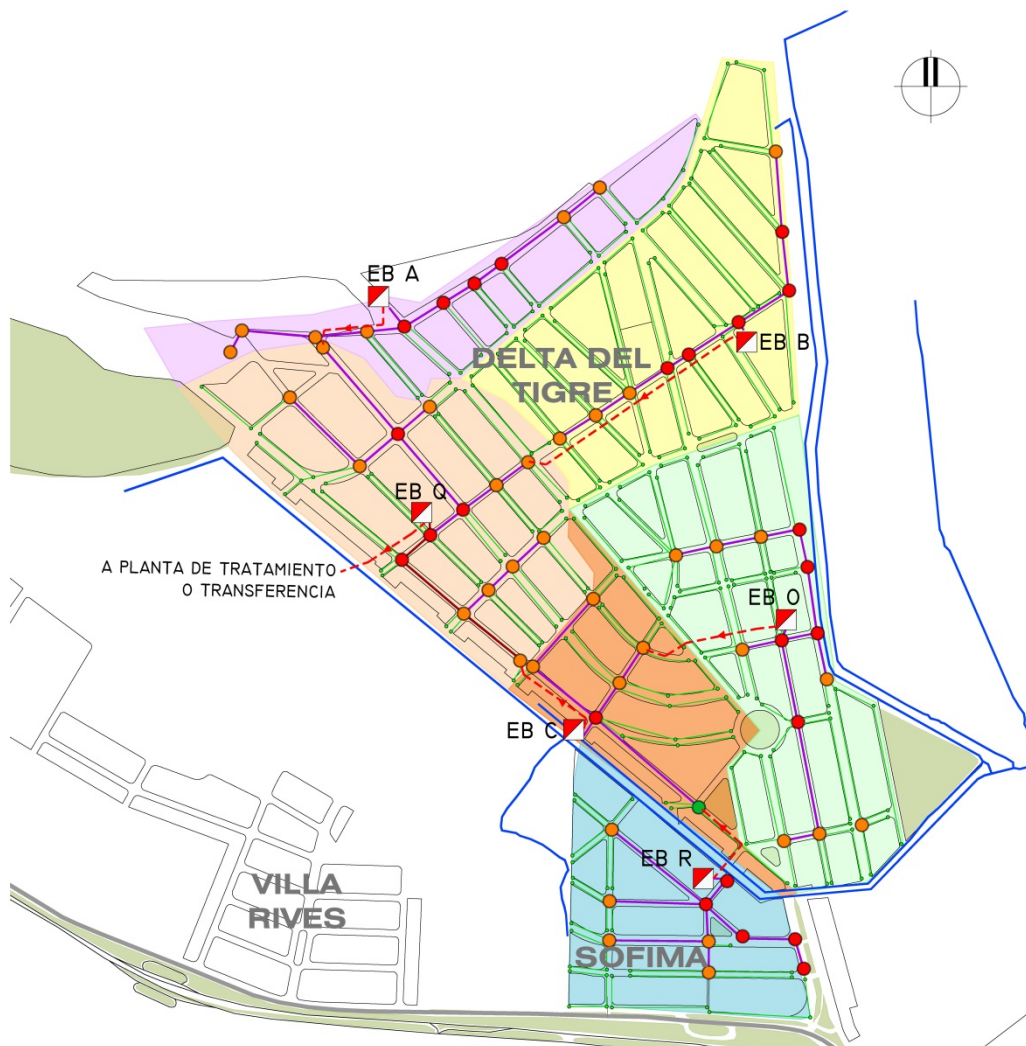 EB A
EB B
DELTA DEL
TIGRE
EB Q
A PLANTA DE TRATAMIENTO
O TRANSFERENCIA
EB O
EB C
EB R
VILLA
RIVES
SOFIMA